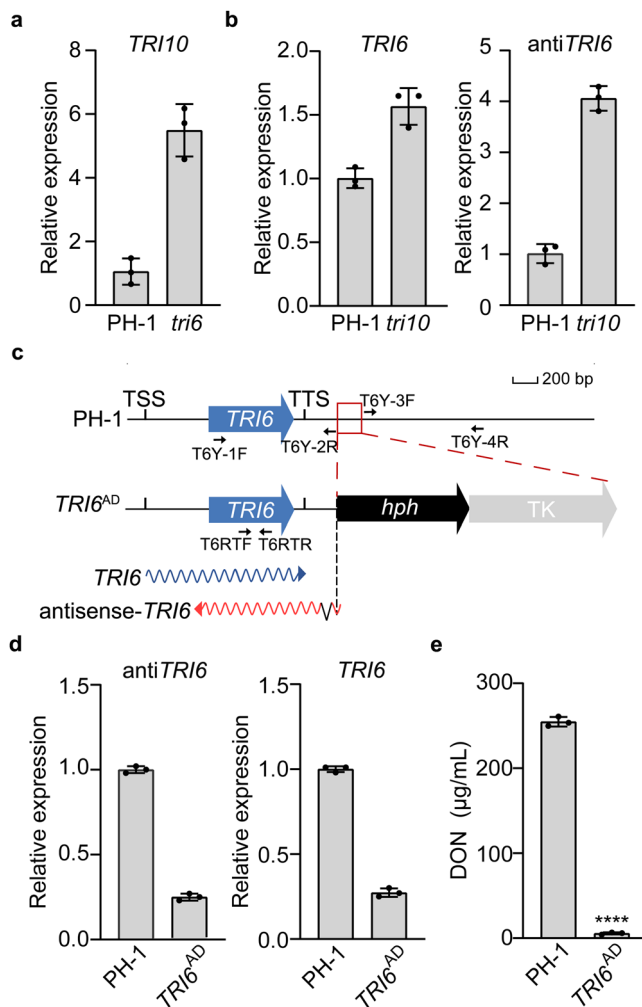 a
TRI10
Relative expression
8
6
4
2
0
PH-1 tri6
b
TRI6
Relative expression
2.0
1.5
1.0
0.5
0.0
PH-1 tri10
antiTRI6
Relative expression
5
4
3
2
1
0
PH-1 tri10
c
200 bp
TSS
TTS
T6Y-3F
PH-1
TRI6
T6Y-1F
T6Y-2R
T6Y-4R
TRI6AD
TRI6
hph
TK
T6RTF
T6RTR
TRI6
antisense-TRI6
d
antiTRI6
Relative expression
1.5
1.0
0.5
0.0
PH-1
TRI6AD
TRI6
Relative expression
1.5
1.0
0.5
0.0
PH-1
TRI6AD
e
DON (μg/mL)
300
200
100
0
****
PH-1
TRI6AD